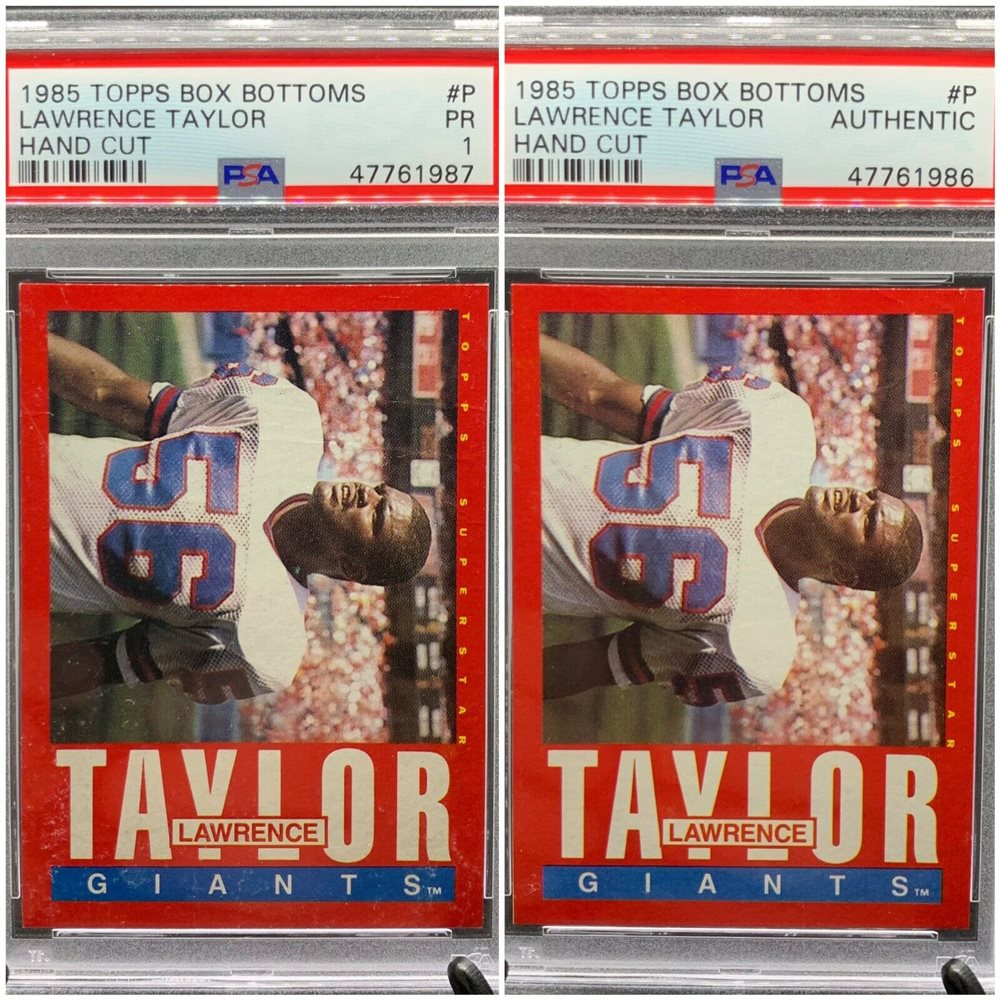 1985 TOPPS BOX BOTTOMS #P
LAWRENCE TAYLOR PR
HAND CUT 1
PSA 47761987
TOPPS SUPERSTAR
56
TAYLOR
LAWRENCE
GIANTS™
1985 TOPPS BOX BOTTOMS #P
LAWRENCE TAYLOR AUTHENTIC
HAND CUT
PSA 47761986
TOPPS SUPERSTAR
56
TAYLOR
LAWRENCE
GIANTS™